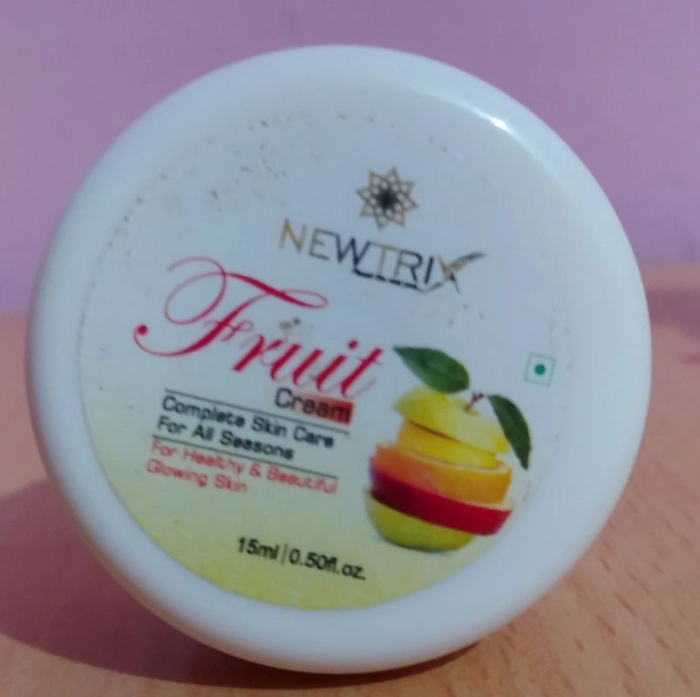 NEWTRIX
Fruit
Cream
Complete Skin Care
For All Seasons
For Healthy & Beautiful
Glowing Skin
15ml | 0.50fl.oz.